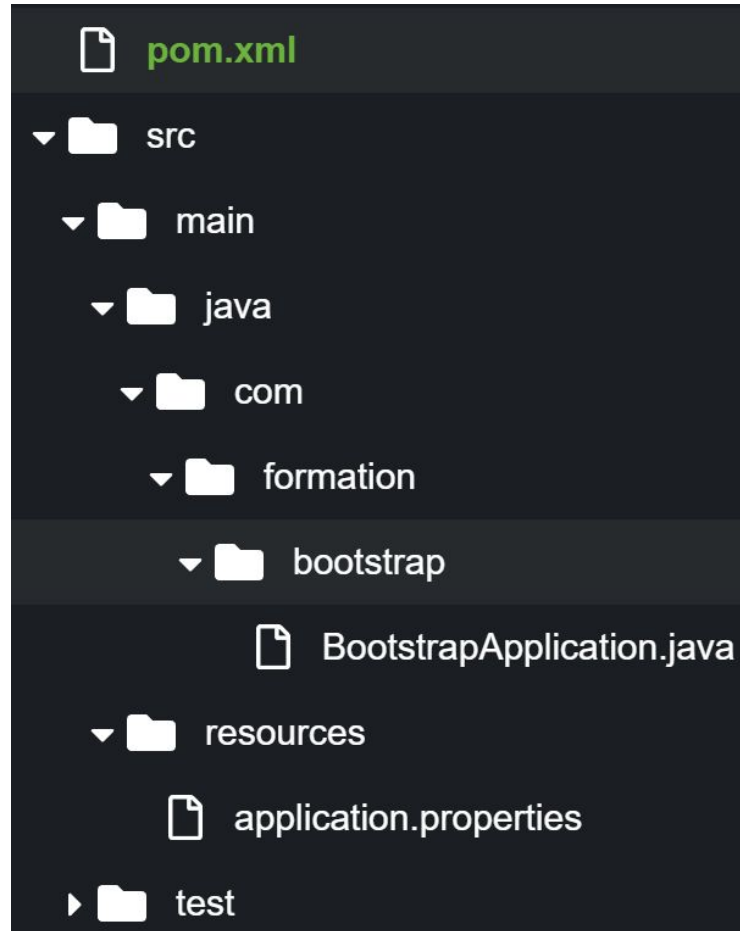 pom.xml
src
main
java
com
formation
bootstrap
BootstrapApplication.java
resources
application.properties
test